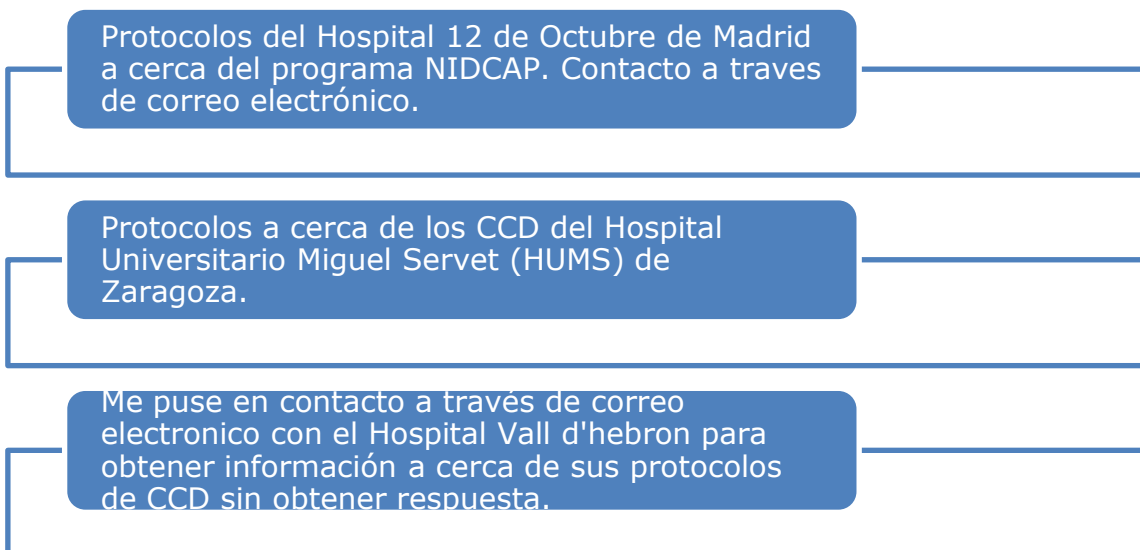 Protocolos del Hospital 12 de Octubre de Madrid
a cerca del programa NIDCAP. Contacto a traves
de correo electrónico.
Protocolos a cerca de los CCD del Hospital
Universitario Miguel Servet (HUMS) de
Zaragoza.
Me puse en contacto a través de correo
electronico con el Hospital Vall d'hebron para
obtener información a cerca de sus protocolos
de CCD sin obtener respuesta.